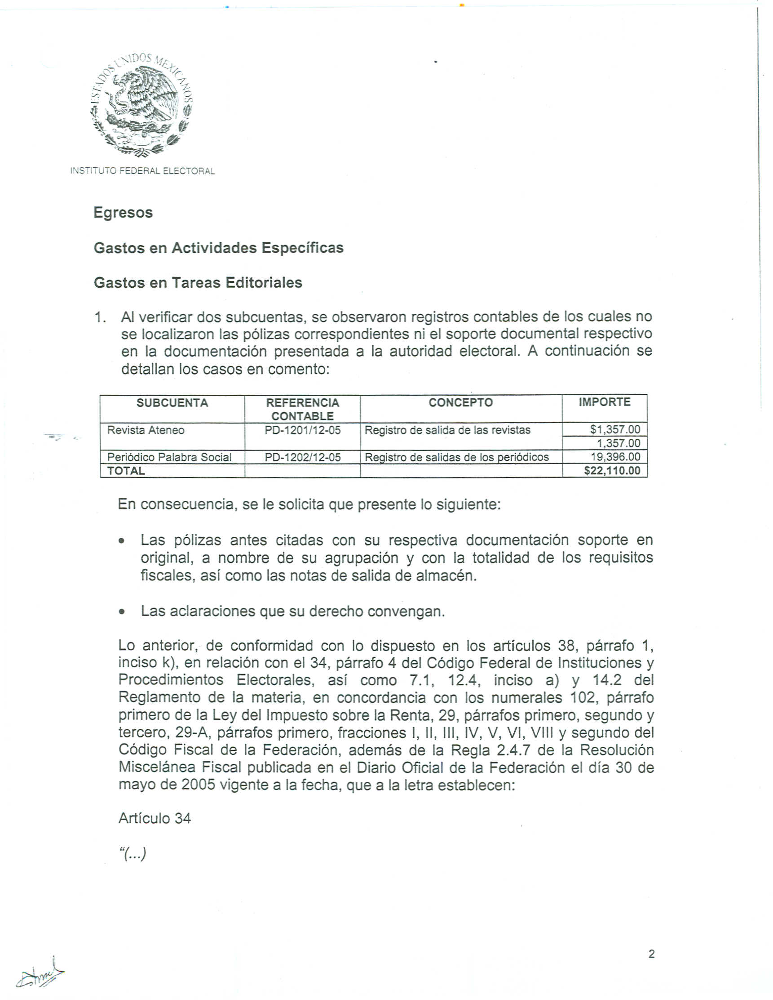 ESTADOS UNIDOS MEXICANOS
INSTITUTO FEDERAL ELECTORAL
Egresos
Gastos en Actividades Específicas
Gastos en Tareas Editoriales
1. Al verificar dos subcuentas, se observaron registros contables de los cuales no
se localizaron las pólizas correspondientes ni el soporte documental respectivo
en la documentación presentada a la autoridad electoral. A continuación se
detallan los casos en comento:
SUBCUENTA REFERENCIA CONCEPTO IMPORTE
CONTABLE
Revista Ateneo PD-1201/12-05 Registro de salida de las revistas $1,357.00
1,357.00
Periódico Palabra Social PD-1202/12-05 Registro de salidas de los periódicos 19,396.00
TOTAL $22,110.00
En consecuencia, se le solicita que presente lo siguiente:
• Las pólizas antes citadas con su respectiva documentación soporte en
original, a nombre de su agrupación y con la totalidad de los requisitos
fiscales, así como las notas de salida de almacén.
• Las aclaraciones que su derecho convengan.
Lo anterior, de conformidad con lo dispuesto en los artículos 38, párrafo 1,
inciso k), en relación con el 34, párrafo 4 del Código Federal de Instituciones y
Procedimientos Electorales, así como 7.1, 12.4, inciso a) y 14.2 del
Reglamento de la materia, en concordancia con los numerales 102, párrafo
primero de la Ley del Impuesto sobre la Renta, 29, párrafos primero, segundo y
tercero, 29-A, párrafos primero, fracciones I, II, III, IV, V, VI, VIII y segundo del
Código Fiscal de la Federación, además de la Regla 2.4.7 de la Resolución
Miscelánea Fiscal publicada en el Diario Oficial de la Federación el día 30 de
mayo de 2005 vigente a la fecha, que a la letra establecen:
Artículo 34
“(...)
2